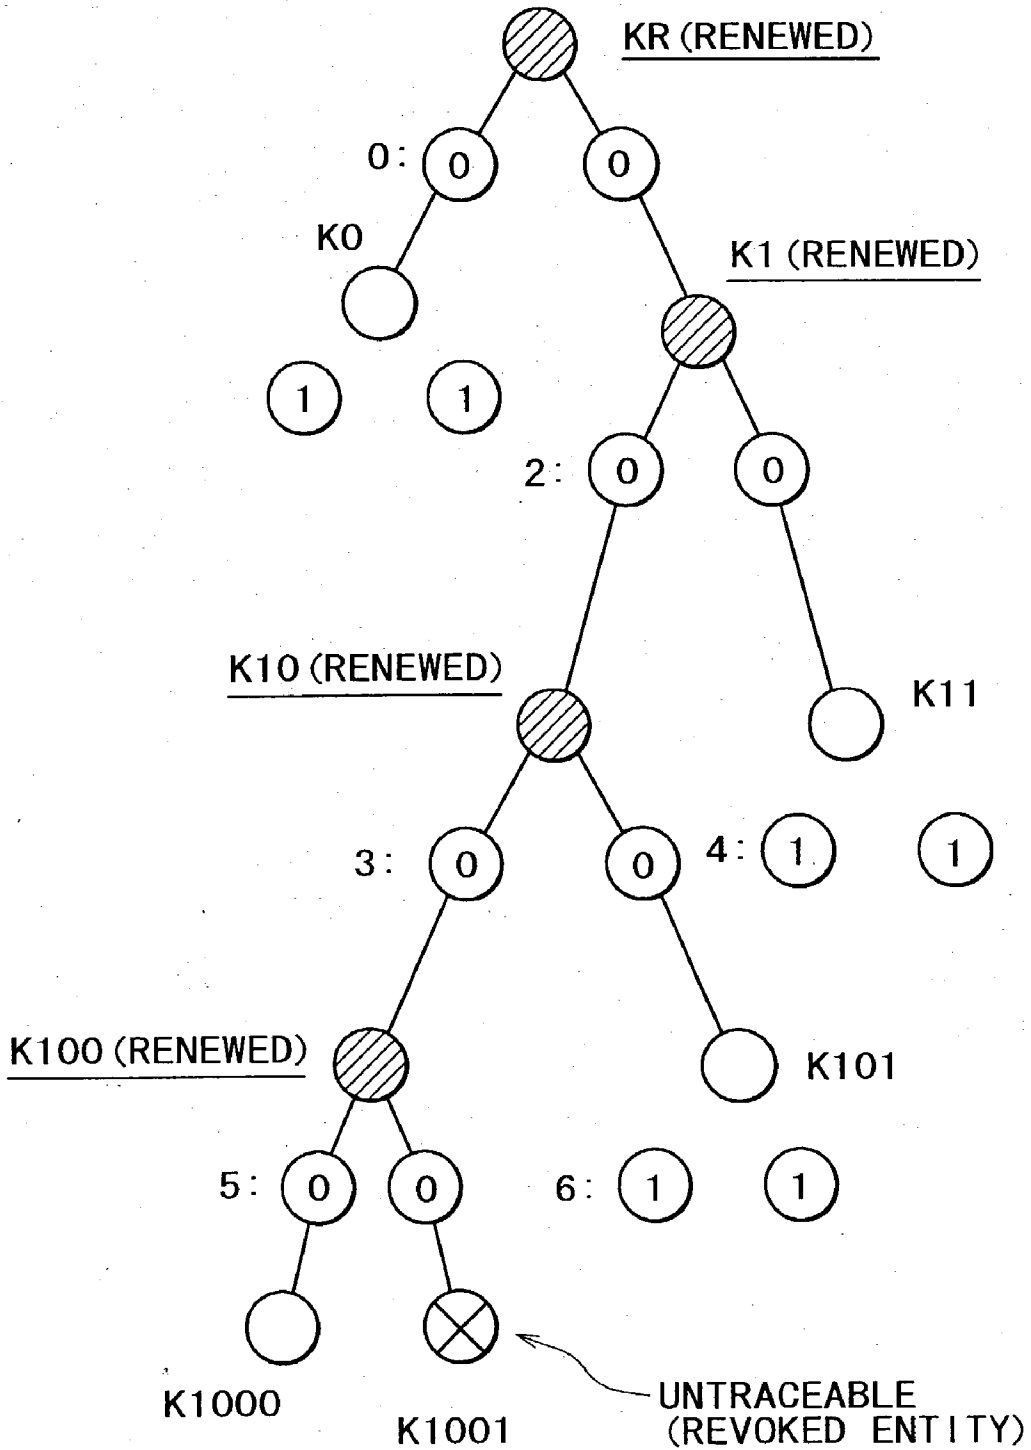 KR (RENEWED)
0: 0 0
K0
K1 (RENEWED)
1 1
2: 0 0
K10 (RENEWED)
K11
3: 0 0 4: 1 1
K100 (RENEWED)
K101
5: 0 0 6: 1 1
K1000
K1001
UNTRACEABLE
(REVOKED ENTITY)